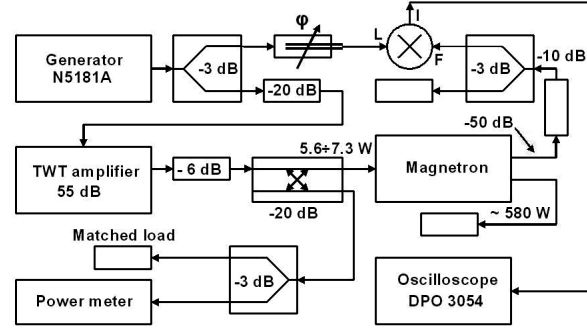 φ
L
I
F
Generator
N5181A
-3 dB
-20 dB
-3 dB
-10 dB
-50 dB
TWT amplifier
55 dB
- 6 dB
5.6÷7.3 W
-20 dB
Magnetron
~ 580 W
Matched load
-3 dB
Power meter
Oscilloscope
DPO 3054